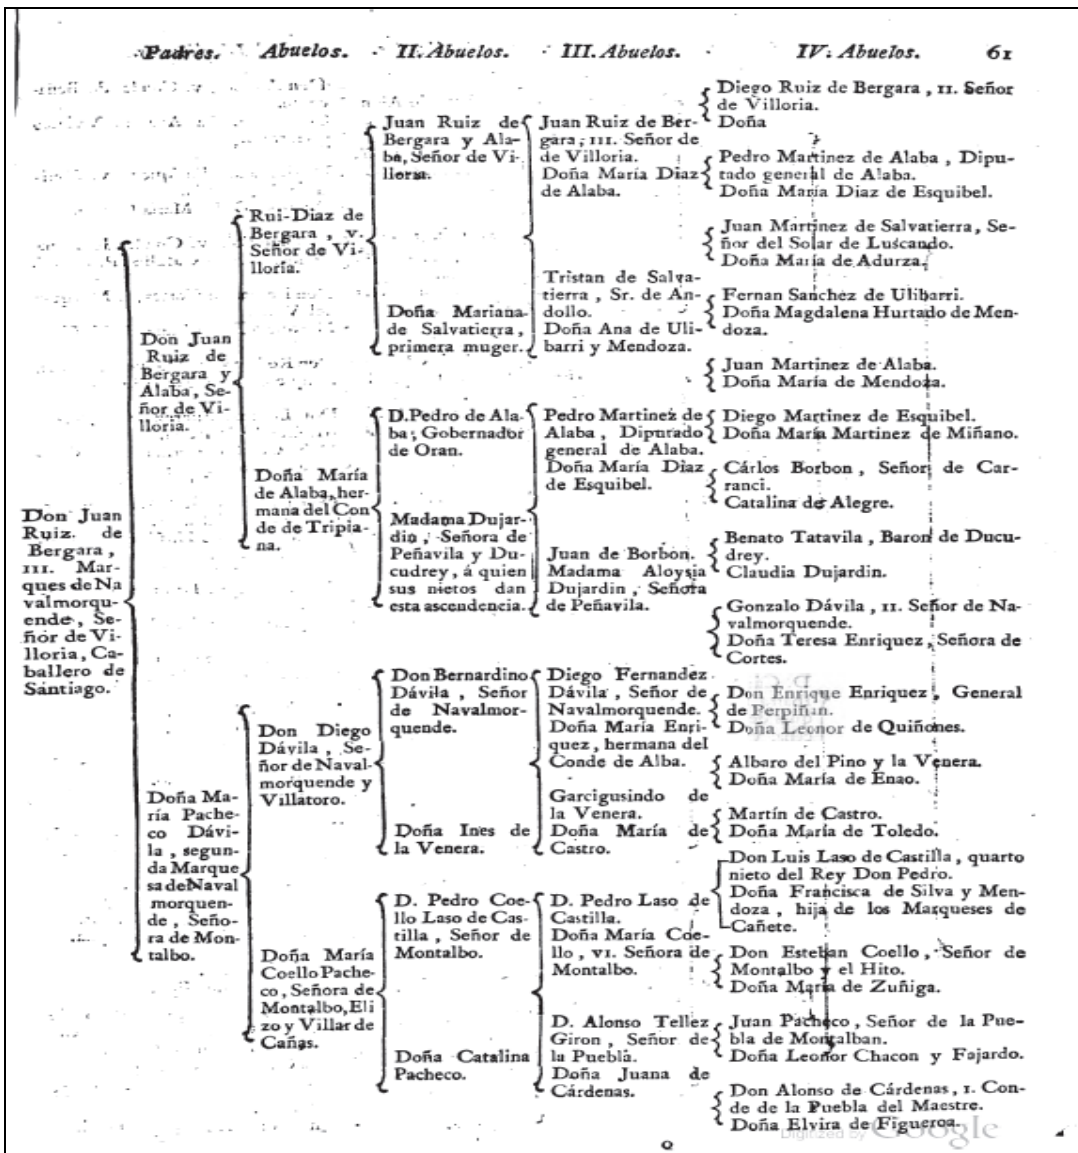 Padres. Abuelos. II. Abuelos. III. Abuelos. IV. Abuelos. 61
Don Juan
Ruiz. de
Bergara,
III. Mar-
ques de Na
valmorqu-
ende, Se-
ñor de Vi-
lloria, Ca-
ballero de
Santiago.
Don Juan
Ruiz de
Bergara y
Alaba, Se-
ñor de Vi-
lloria.
Doña Ma-
ría Pache-
co Dávi-
la, segun-
da Marque
sa de Naval
morquen-
de, Seño-
ra de Mon-
talbo.
Rui-Diaz de
Bergara, v.
Señor de Vi-
lloria.
Doña María
de Alaba, her-
mana del Con
de de Tripia-
na.
Don Diego
Dávila, Se-
ñor de Naval-
morquende y
Villatoro.
Doña María
Coello Pache-
co, Señora de
Montalbo, Eli
zo y Villar de
Cañas.
Juan Ruiz de
Bergara y Ala-
ba, Señor de Vi-
lloria.
Doña Mariana
de Salvatierra,
primera muger.
D. Pedro de Ala-
ba, Gobernador
de Oran.
Madama Dujar-
din, Señora de
Peñavila y Du-
cudrey, á quien
sus nietos dan
esta ascendencia.
Don Bernardino
Dávila, Señor
de Navalmor-
quende.
Doña Ines de
la Venera.
D. Pedro Coe-
llo Laso de Cas-
tilla, Señor de
Montalbo.
Doña Catalina
Pacheco.
Juan Ruiz de Ber-
gara, III. Señor de
de Villoria.
Doña María Diaz
de Alaba.
Tristan de Salva-
tierra, Sr. de An-
dollo.
Doña Ana de Uli-
barri y Mendoza.
Pedro Martinez de
Alaba, Diputado
general de Alaba.
Doña María Diaz
de Esquibel.
Juan de Borbon.
Madama Aloysia
Dujardin, Señora
de Peñavila.
Diego Fernandez
Dávila, Señor de
Navalmorquende.
Doña María Enri-
quez, hermana del
Conde de Alba.
Garcigusindo de
la Venera.
Doña María de
Castro.
D. Pedro Laso de
Castilla.
Doña María Coe-
llo, VI. Señora de
Montalbo.
D. Alonso Tellez
Giron, Señor de
la Puebla.
Doña Juana de
Cárdenas.
Diego Ruiz de Bergara, II. Señor
de Villoria.
Doña
Pedro Martinez de Alaba, Dipu-
tado general de Alaba.
Doña María Diaz de Esquibel.
Juan Martinez de Salvatierra, Se-
ñor del Solar de Luscando.
Doña María de Adurza.
Fernan Sanchez de Ulibarri.
Doña Magdalena Hurtado de Men-
doza.
Juan Martinez de Alaba.
Doña María de Mendoza.
Diego Martinez de Esquibel.
Doña María Martinez de Miñano.
Cárlos Borbon, Señor de Car-
ranci.
Catalina de Alegre.
Benato Tatavila, Baron de Ducu-
drey.
Claudia Dujardin.
Gonzalo Dávila, II. Señor de Na-
valmorquende.
Doña Teresa Enriquez, Señora de
Cortes.
Don Enrique Enriquez, General
de Perpiñan.
Doña Leonor de Quiñones.
Albaro del Pino y la Venera.
Doña María de Enao.
Martín de Castro.
Doña María de Toledo.
Don Luis Laso de Castilla, quarto
nieto del Rey Don Pedro.
Doña Francisca de Silva y Men-
doza, hija de los Marqueses de
Cañete.
Don Esteban Coello, Señor de
Montalbo y el Hito.
Doña María de Zuñiga.
Juan Pacheco, Señor de la Pue-
bla de Montalban.
Doña Leonor Chacon y Fajardo.
Don Alonso de Cárdenas, I. Con-
de de la Puebla del Maestre.
Doña Elvira de Figueroa.
Q
Digitized by Google